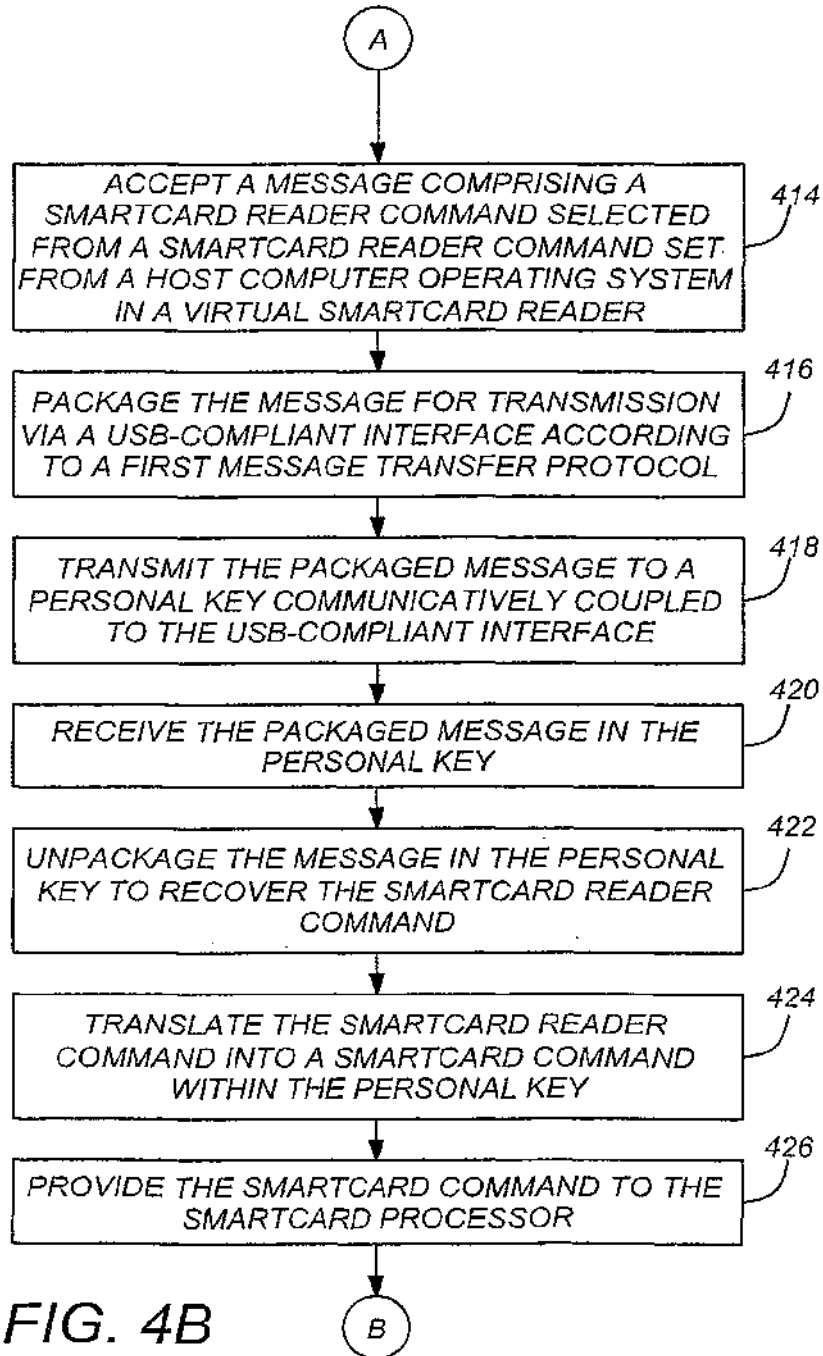 A
ACCEPT A MESSAGE COMPRISING A
SMARTCARD READER COMMAND SELECTED
FROM A SMARTCARD READER COMMAND SET
FROM A HOST COMPUTER OPERATING SYSTEM
IN A VIRTUAL SMARTCARD READER
414
PACKAGE THE MESSAGE FOR TRANSMISSION
VIA A USB-COMPLIANT INTERFACE ACCORDING
TO A FIRST MESSAGE TRANSFER PROTOCOL
416
TRANSMIT THE PACKAGED MESSAGE TO A
PERSONAL KEY COMMUNICATIVELY COUPLED
TO THE USB-COMPLIANT INTERFACE
418
RECEIVE THE PACKAGED MESSAGE IN THE
PERSONAL KEY
420
UNPACKAGE THE MESSAGE IN THE PERSONAL
KEY TO RECOVER THE SMARTCARD READER
COMMAND
422
TRANSLATE THE SMARTCARD READER
COMMAND INTO A SMARTCARD COMMAND
WITHIN THE PERSONAL KEY
424
PROVIDE THE SMARTCARD COMMAND TO THE
SMARTCARD PROCESSOR
426
FIG. 4B
B